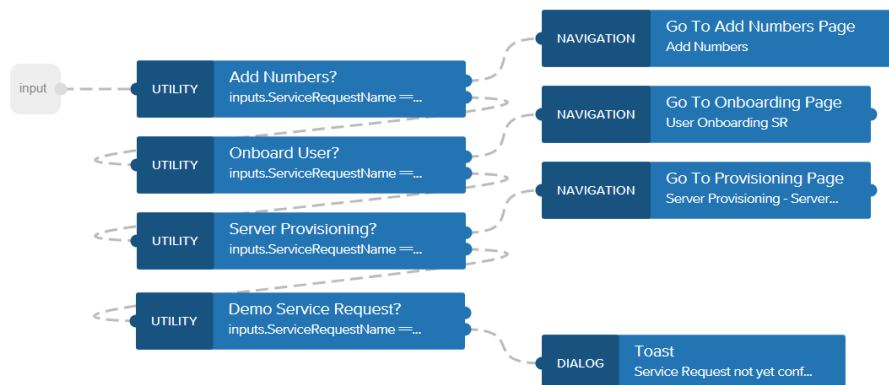 input
UTILITY
Add Numbers?
inputs.ServiceRequestName ==...
NAVIGATION
Go To Add Numbers Page
Add Numbers
UTILITY
Onboard User?
inputs.ServiceRequestName ==...
NAVIGATION
Go To Onboarding Page
User Onboarding SR
UTILITY
Server Provisioning?
inputs.ServiceRequestName ==...
NAVIGATION
Go To Provisioning Page
Server Provisioning - Server...
UTILITY
Demo Service Request?
inputs.ServiceRequestName ==...
DIALOG
Toast
Service Request not yet conf...